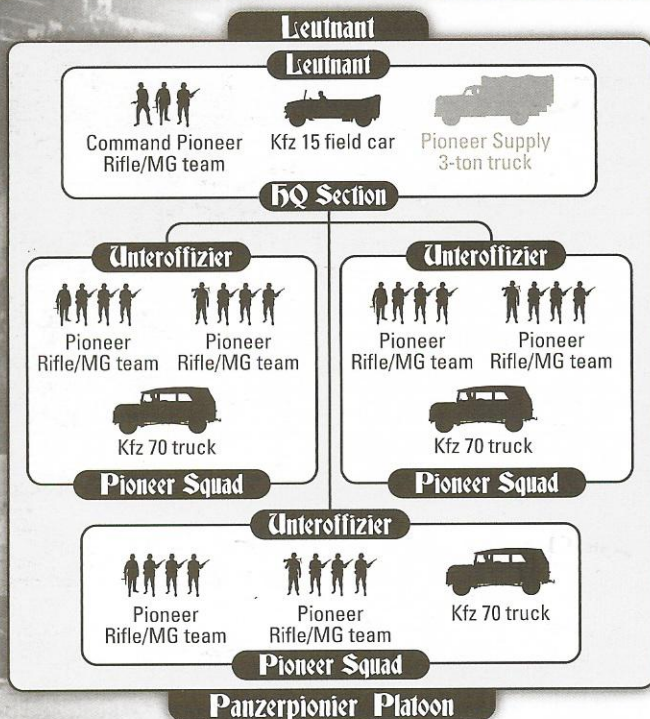 Leutnant
Leutnant
Command Pioneer
Rifle/MG team
Kfz 15 field car
Pioneer Supply
3-ton truck
HQ Section
Unteroffizier
Pioneer
Rifle/MG team
Pioneer
Rifle/MG team
Kfz 70 truck
Pioneer Squad
Unteroffizier
Pioneer
Rifle/MG team
Pioneer
Rifle/MG team
Kfz 70 truck
Pioneer Squad
Unteroffizier
Pioneer
Rifle/MG team
Pioneer
Rifle/MG team
Kfz 70 truck
Pioneer Squad
Panzerpionier Platoon